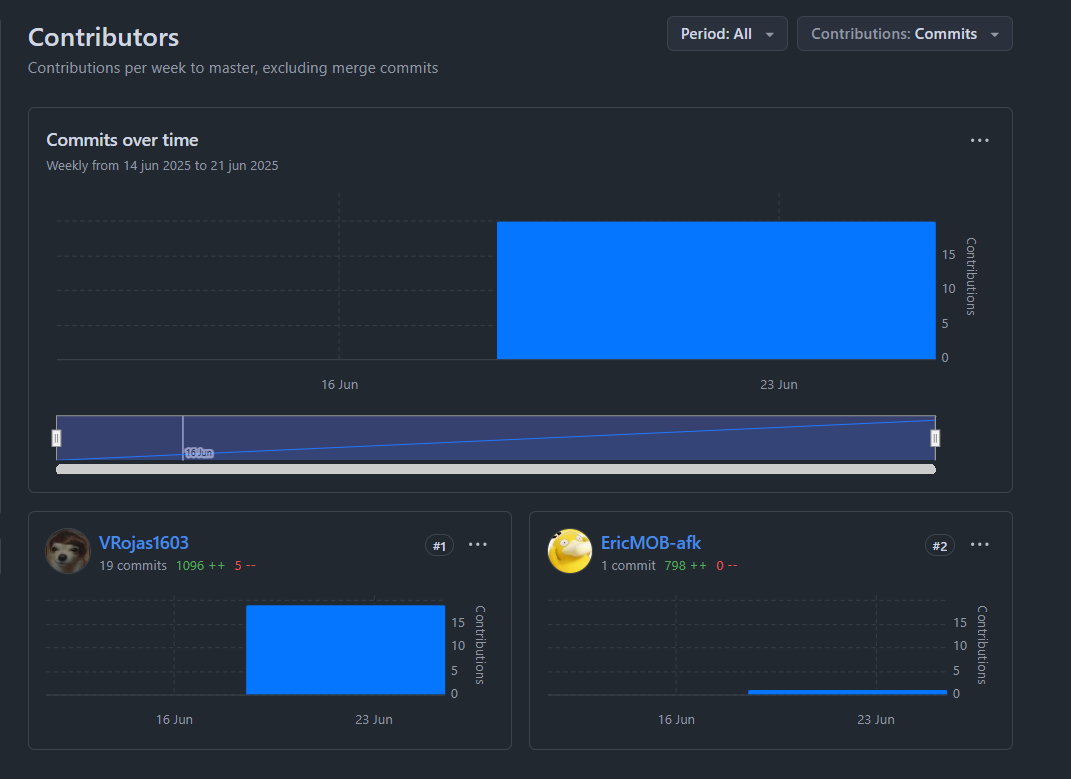 Contributors
Period: All
Contributions: Commits
Contributions per week to master, excluding merge commits
Commits over time
Weekly from 14 jun 2025 to 21 jun 2025
15
10
5
0
Contributions
16 Jun
23 Jun
16 Jun
VRojas1603
#1
19 commits 1096 ++ 5 --
15
10
5
0
Contributions
16 Jun
23 Jun
EricMOB-afk
#2
1 commit 798 ++ 0 --
15
10
5
0
Contributions
16 Jun
23 Jun